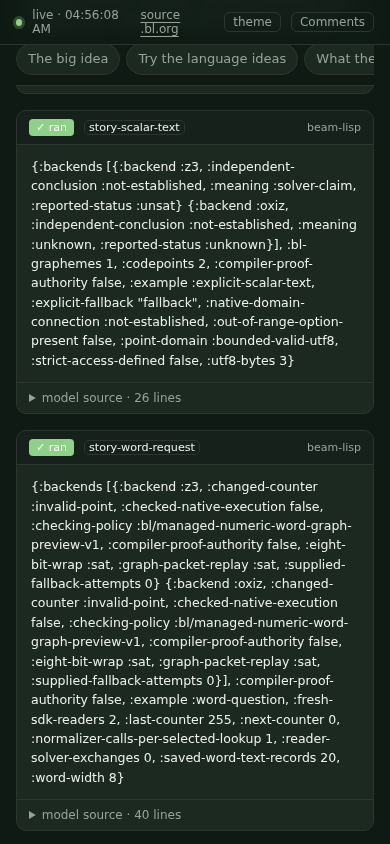 live · 04:56:08 AM
source .bl.org
theme
Comments
The big idea
Try the language ideas
What the
✓ ran story-scalar-text beam-lisp
{:backends [{:backend :z3, :independent-
conclusion :not-established, :meaning :solver-claim,
:reported-status :unsat} {:backend :oxiz,
:independent-conclusion :not-established, :meaning
:unknown, :reported-status :unknown}], :bl-
graphemes 1, :codepoints 2, :compiler-proof-
authority false, :example :explicit-scalar-text,
:explicit-fallback "fallback", :native-domain-
connection :not-established, :out-of-range-option-
present false, :point-domain :bounded-valid-utf8,
:strict-access-defined false, :utf8-bytes 3}
▶ model source · 26 lines
✓ ran story-word-request beam-lisp
{:backends [{:backend :z3, :changed-counter
:invalid-point, :checked-native-execution false,
:checking-policy :bl/managed-numeric-word-graph-
preview-v1, :compiler-proof-authority false, :eight-
bit-wrap :sat, :graph-packet-replay :sat, :supplied-
fallback-attempts 0} {:backend :oxiz, :changed-
counter :invalid-point, :checked-native-execution
false, :checking-policy :bl/managed-numeric-word-
graph-preview-v1, :compiler-proof-authority false,
:eight-bit-wrap :sat, :graph-packet-replay :sat,
:supplied-fallback-attempts 0}], :compiler-proof-
authority false, :example :word-question, :fresh-
sdk-readers 2, :last-counter 255, :next-counter 0,
:normalizer-calls-per-selected-lookup 1, :reader-
solver-exchanges 0, :saved-word-text-records 20,
:word-width 8}
▶ model source · 40 lines